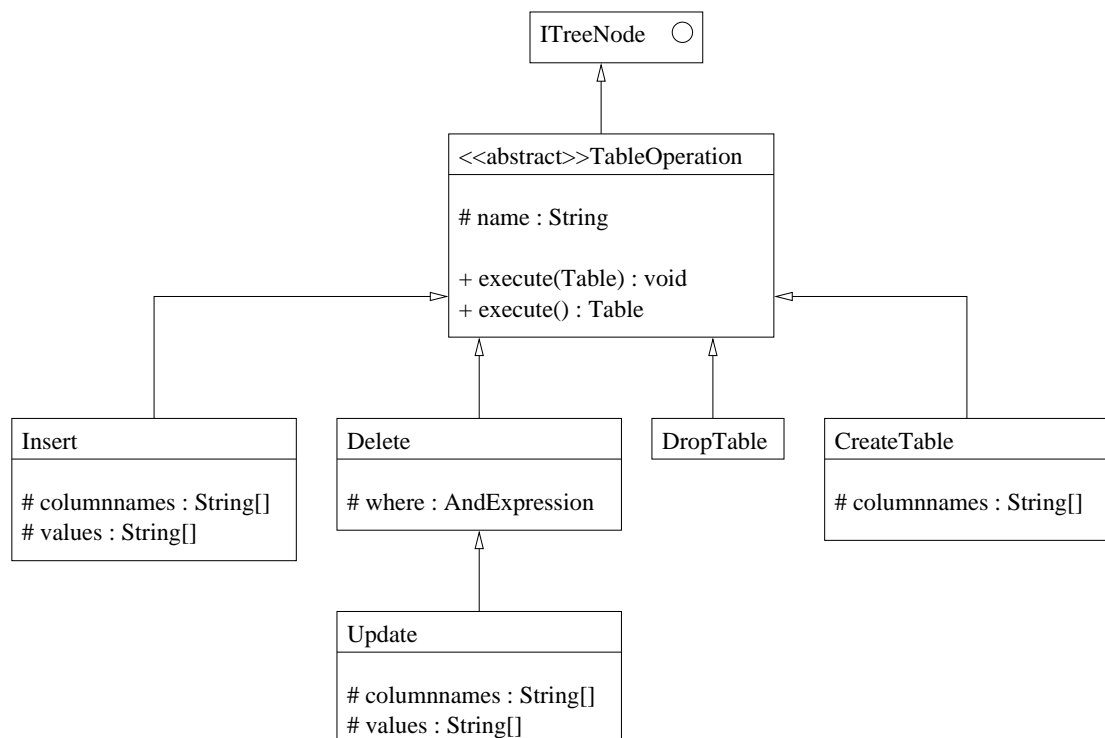 ITreeNode
<<abstract>>TableOperation
# name : String
+ execute(Table) : void
+ execute() : Table
Insert
# columnnames : String[]
# values : String[]
Delete
# where : AndExpression
DropTable
CreateTable
# columnnames : String[]
Update
# columnnames : String[]
# values : String[]